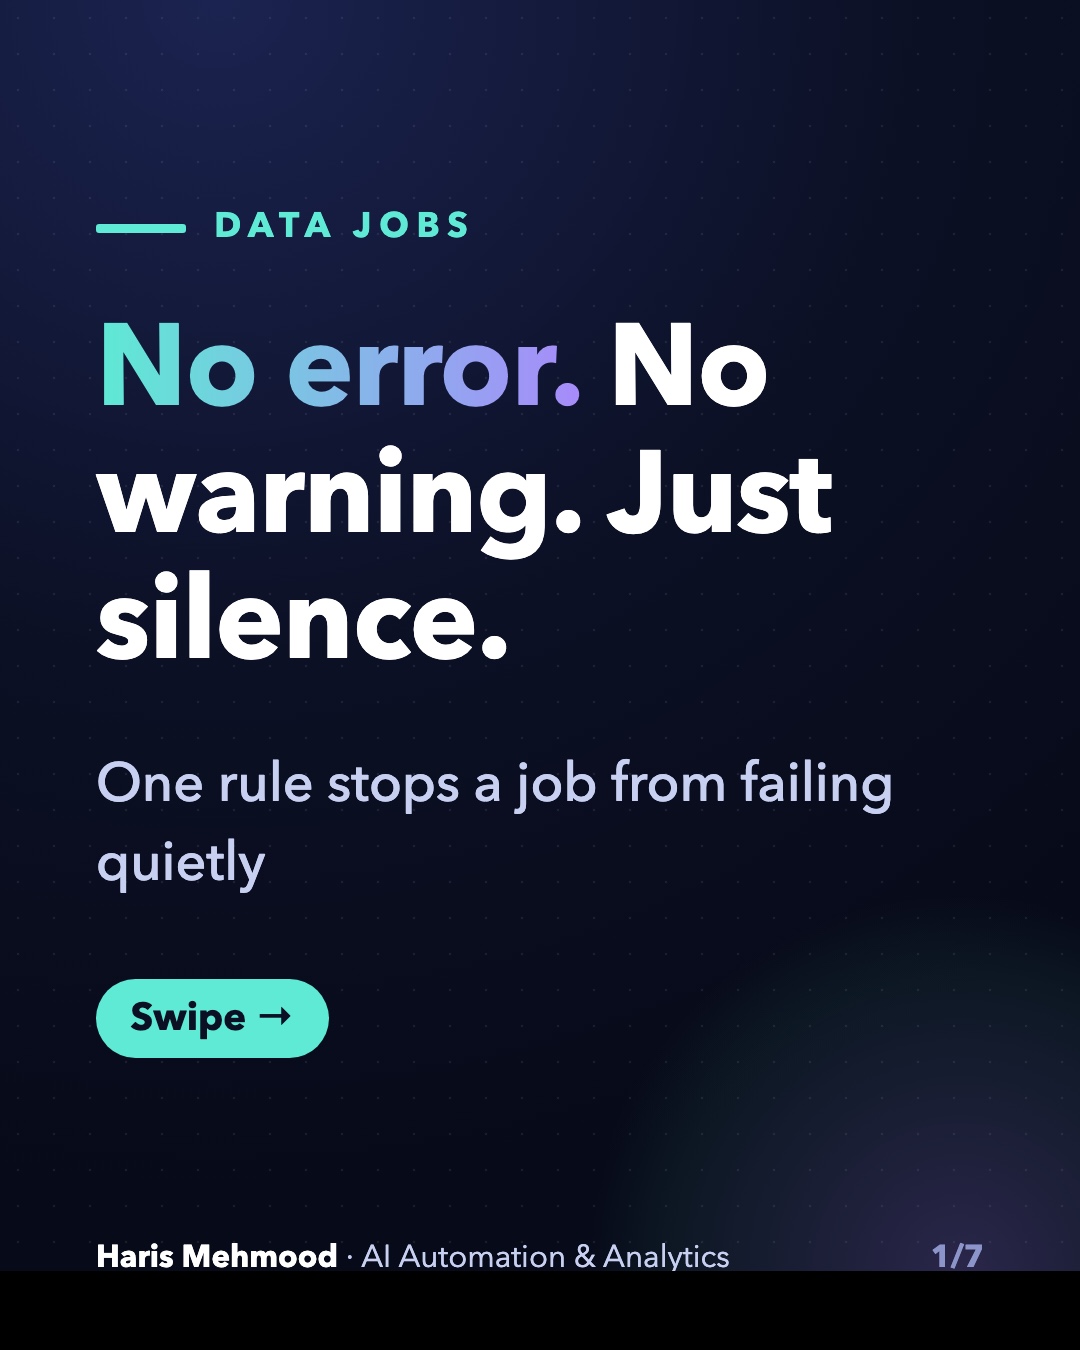 DATA JOBS
No error. No
warning. Just
silence.
One rule stops a job from failing
quietly
Swipe →
Haris Mehmood · AI Automation & Analytics
1/7